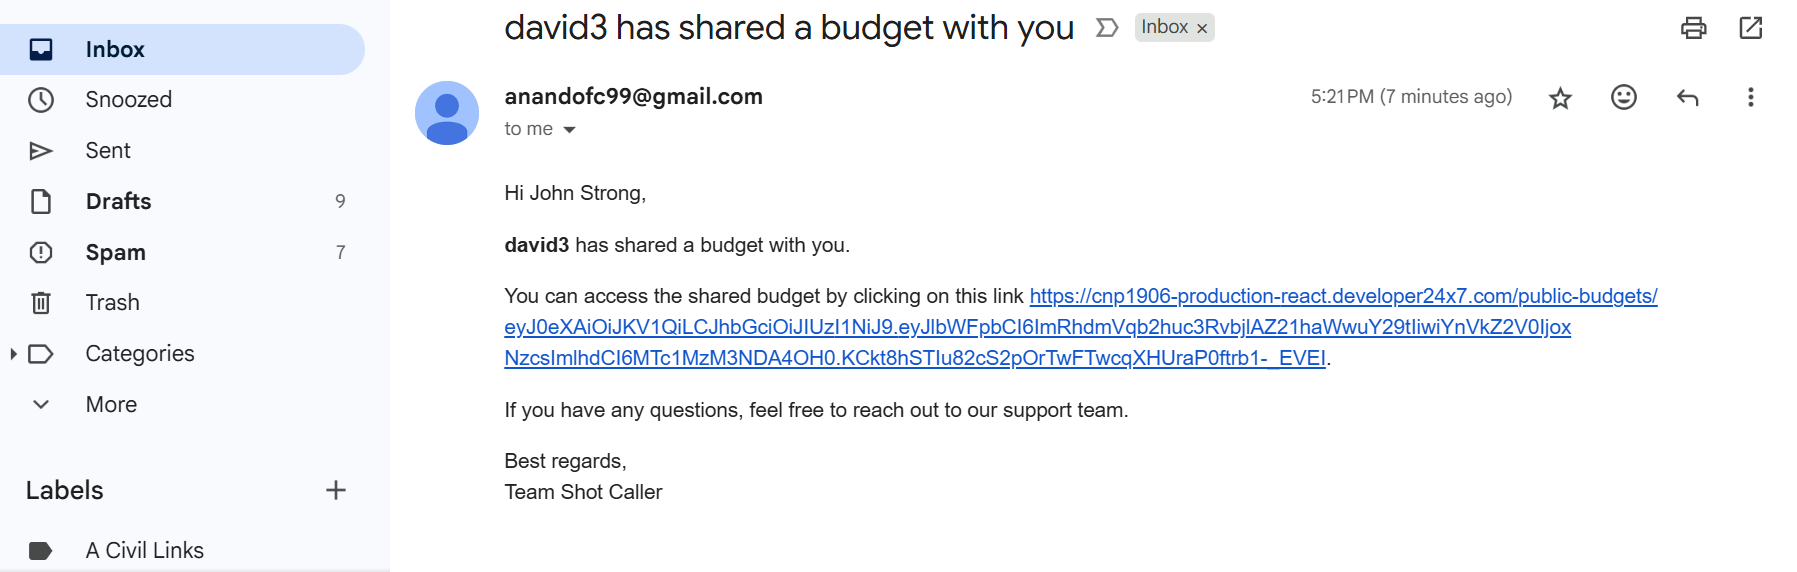 david3 has shared a budget with you
Inbox ×
Inbox
Snoozed
Sent
Drafts 9
Spam 7
Trash
Categories
More
Labels +
A Civil Links
anandofc99@gmail.com
5:21 PM (7 minutes ago)
to me
Hi John Strong,
david3 has shared a budget with you.
You can access the shared budget by clicking on this link https://cnp1906-production-react.developer24x7.com/public-budgets/
eyJ0eXAiOiJKV1QiLCJhbGciOiJIUzI1NiJ9.eyJlbWFpbCI6ImRhdmVqb2huc3RvbjlAZ21haWwuY29tIiwiYnVkZ2V0Ijox
NzcsImlhdCI6MTc1MzM3NDA4OH0.KCkt8hSTIu82cS2pOrTwFTwcqXHUraP0ftrb1-_EVEI.
If you have any questions, feel free to reach out to our support team.
Best regards,
Team Shot Caller